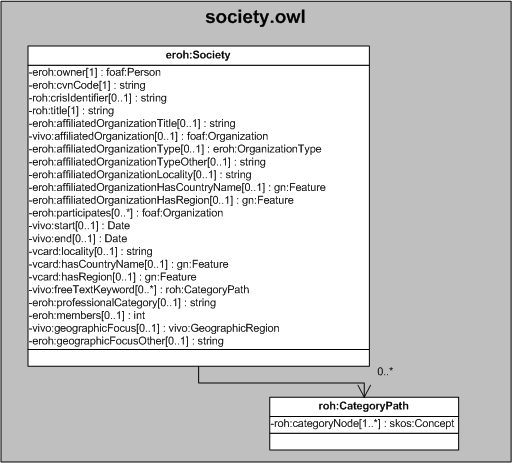 society.owl
eroh:Society
-eroh:owner[1] : foaf:Person
-eroh:cvnCode[1] : string
-roh:crisIdentifier[0..1] : string
-roh:title[1] : string
-eroh:affiliatedOrganizationTitle[0..1] : string
-vivo:affiliatedOrganization[0..1] : foaf:Organization
-eroh:affiliatedOrganizationType[0..1] : eroh:OrganizationType
-eroh:affiliatedOrganizationTypeOther[0..1] : string
-eroh:affiliatedOrganizationLocality[0..1] : string
-eroh:affiliatedOrganizationHasCountryName[0..1] : gn:Feature
-eroh:affiliatedOrganizationHasRegion[0..1] : gn:Feature
-eroh:participates[0..*] : foaf:Organization
-vivo:start[0..1] : Date
-vivo:end[0..1] : Date
-vcard:locality[0..1] : string
-vcard:hasCountryName[0..1] : gn:Feature
-vcard:hasRegion[0..1] : gn:Feature
-vivo:freeTextKeyword[0..*] : roh:CategoryPath
-eroh:professionalCategory[0..1] : string
-eroh:members[0..1] : int
-vivo:geographicFocus[0..1] : vivo:GeographicRegion
-eroh:geographicFocusOther[0..1] : string
0..*
roh:CategoryPath
-roh:categoryNode[1..*] : skos:Concept